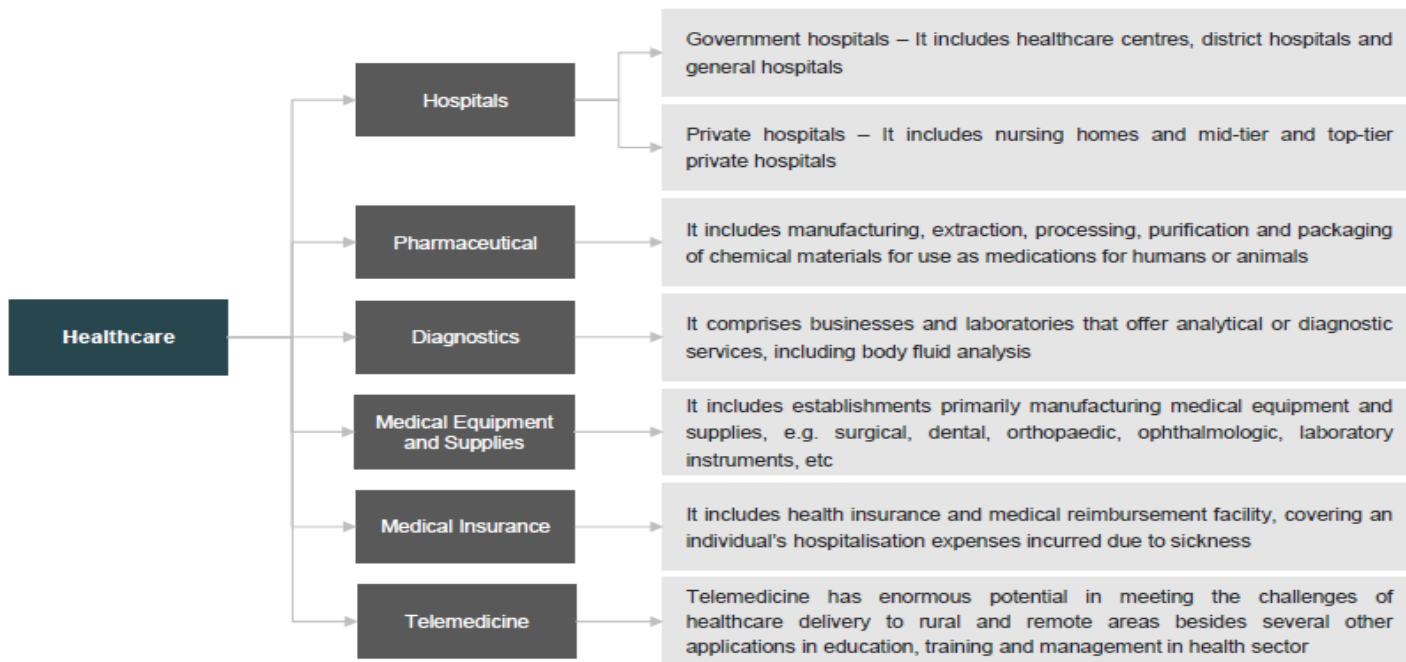 Healthcare
Hospitals
Government hospitals – It includes healthcare centres, district hospitals and
general hospitals
Private hospitals – It includes nursing homes and mid-tier and top-tier
private hospitals
Pharmaceutical
It includes manufacturing, extraction, processing, purification and packaging
of chemical materials for use as medications for humans or animals
Diagnostics
It comprises businesses and laboratories that offer analytical or diagnostic
services, including body fluid analysis
Medical Equipment
and Supplies
It includes establishments primarily manufacturing medical equipment and
supplies, e.g. surgical, dental, orthopaedic, ophthalmologic, laboratory
instruments, etc
Medical Insurance
It includes health insurance and medical reimbursement facility, covering an
individual's hospitalisation expenses incurred due to sickness
Telemedicine
Telemedicine has enormous potential in meeting the challenges of
healthcare delivery to rural and remote areas besides several other
applications in education, training and management in health sector